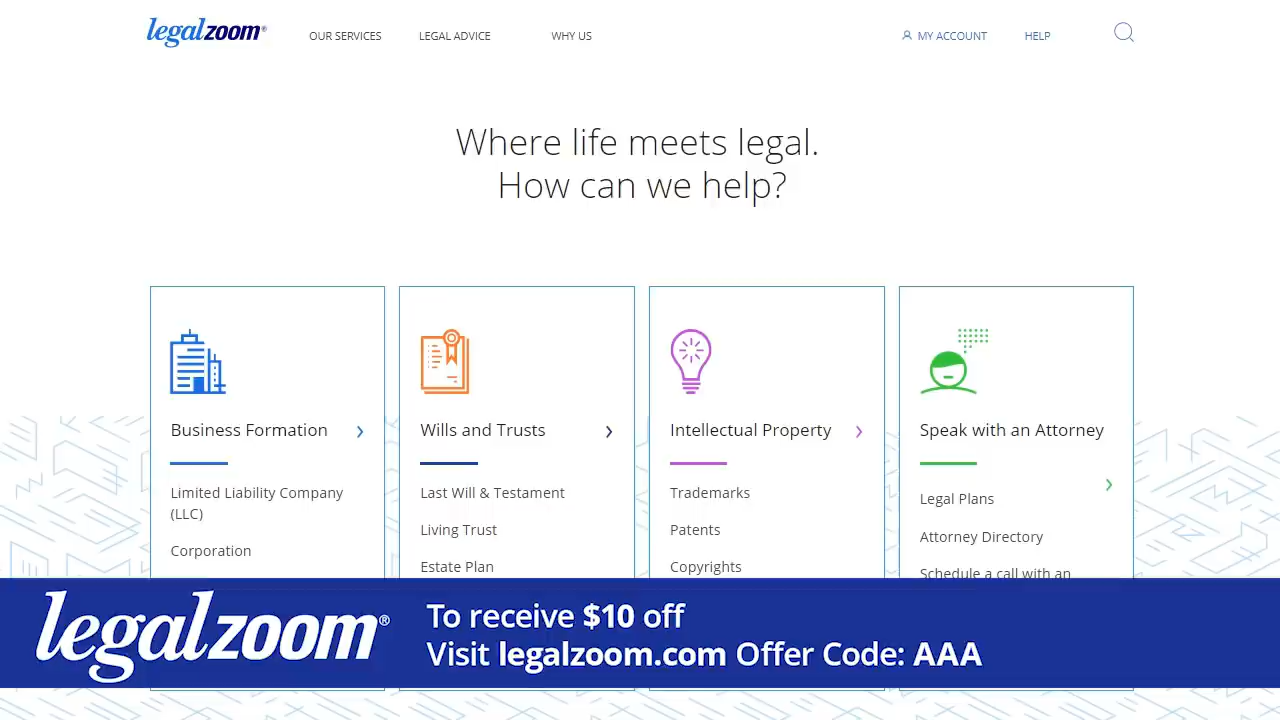 legalzoom®
OUR SERVICES
LEGAL ADVICE
WHY US
MY ACCOUNT
HELP
Where life meets legal.
How can we help?
Business Formation
Limited Liability Company
(LLC)
Corporation
Wills and Trusts
Last Will & Testament
Living Trust
Estate Plan
Intellectual Property
Trademarks
Patents
Copyrights
Speak with an Attorney
Legal Plans
Attorney Directory
Schedule a call with an
legalzoom®
To receive $10 off
Visit legalzoom.com Offer Code: AAA